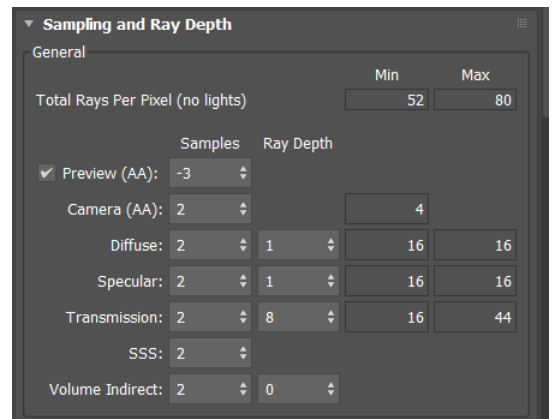 Sampling and Ray Depth
General
Min Max
Total Rays Per Pixel (no lights) 52 80
Samples Ray Depth
Preview (AA): -3
Camera (AA): 2 4
Diffuse: 2 1 16 16
Specular: 2 1 16 16
Transmission: 2 8 16 44
SSS: 2
Volume Indirect: 2 0